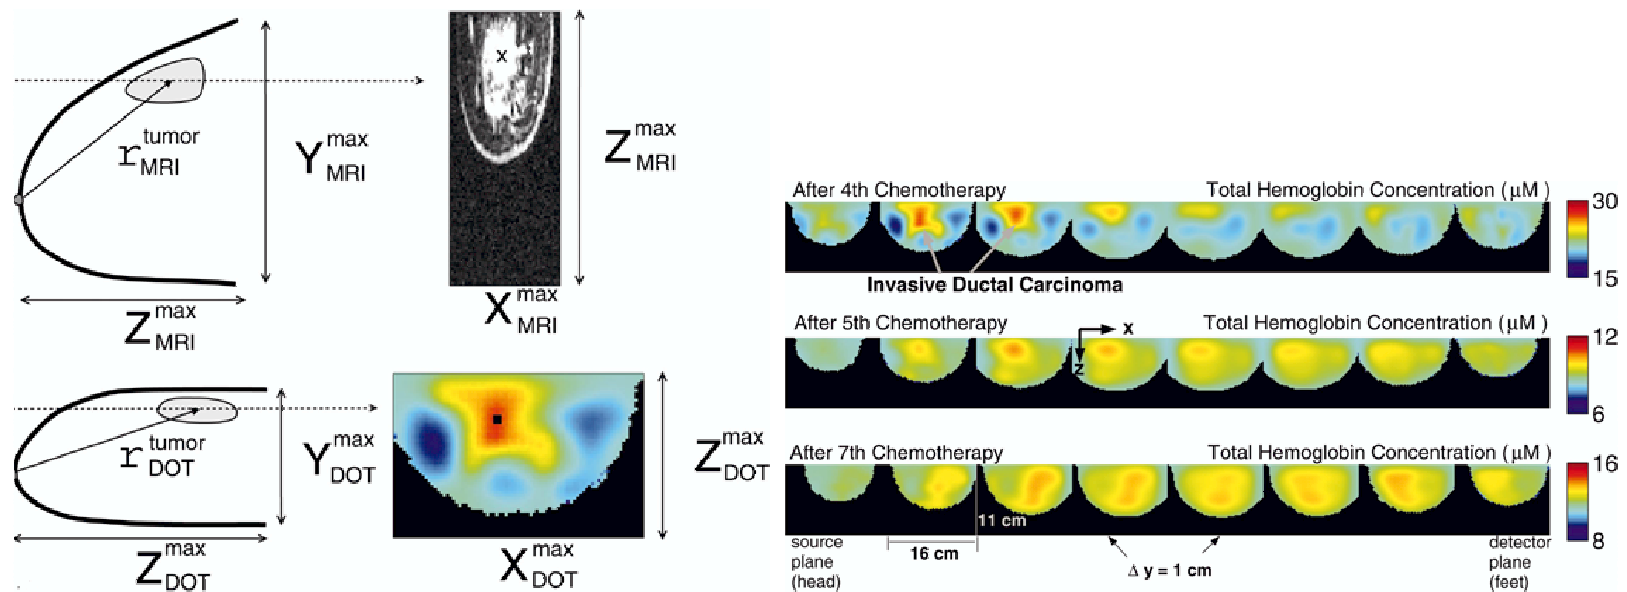 r tumor MRI
Y max MRI
Z max MRI
x
Z max MRI
X max MRI
r tumor DOT
Y max DOT
Z max DOT
Z max DOT
X max DOT
After 4th Chemotherapy Total Hemoglobin Concentration (μM)
30
15
Invasive Ductal Carcinoma
After 5th Chemotherapy Total Hemoglobin Concentration (μM)
x
z
12
6
After 7th Chemotherapy Total Hemoglobin Concentration (μM)
16
8
11 cm
16 cm
source
plane
(head)
Δ y = 1 cm
detector
plane
(feet)